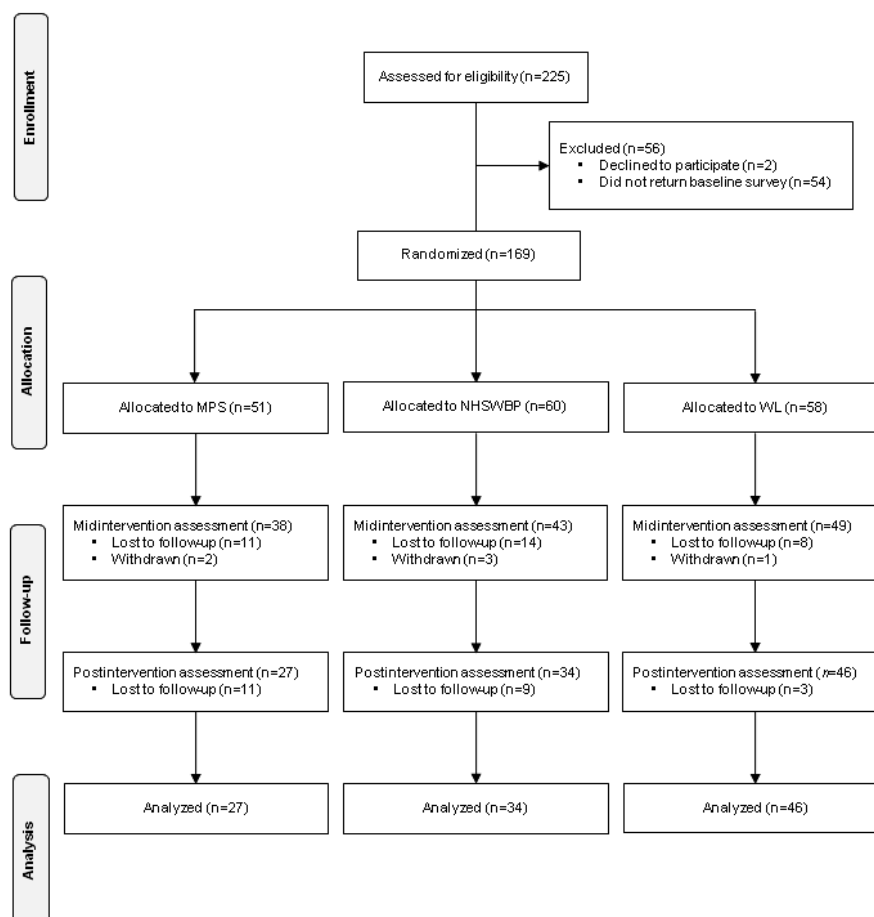 Enrollment
Assessed for eligibility (n=225)
Excluded (n=56)
▪ Declined to participate (n=2)
▪ Did not return baseline survey (n=54)
Randomized (n=169)
Allocation
Allocated to MPS (n=51)
Allocated to NHSWBP (n=60)
Allocated to WL (n=58)
Follow-up
Midintervention assessment (n=38)
▪ Lost to follow-up (n=11)
▪ Withdrawn (n=2)
Midintervention assessment (n=43)
▪ Lost to follow-up (n=14)
▪ Withdrawn (n=3)
Midintervention assessment (n=49)
▪ Lost to follow-up (n=8)
▪ Withdrawn (n=1)
Postintervention assessment (n=27)
▪ Lost to follow-up (n=11)
Postintervention assessment (n=34)
▪ Lost to follow-up (n=9)
Postintervention assessment (n=46)
▪ Lost to follow-up (n=3)
Analysis
Analyzed (n=27)
Analyzed (n=34)
Analyzed (n=46)